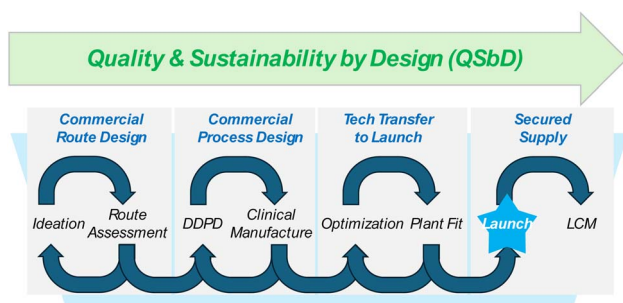 Quality & Sustainability by Design (QSbD)
Commercial
Route Design
Commercial
Process Design
Tech Transfer
to Launch
Secured
Supply
Ideation
Route
Assessment
DDPD
Clinical
Manufacture
Optimization
Plant Fit
Launch
LCM